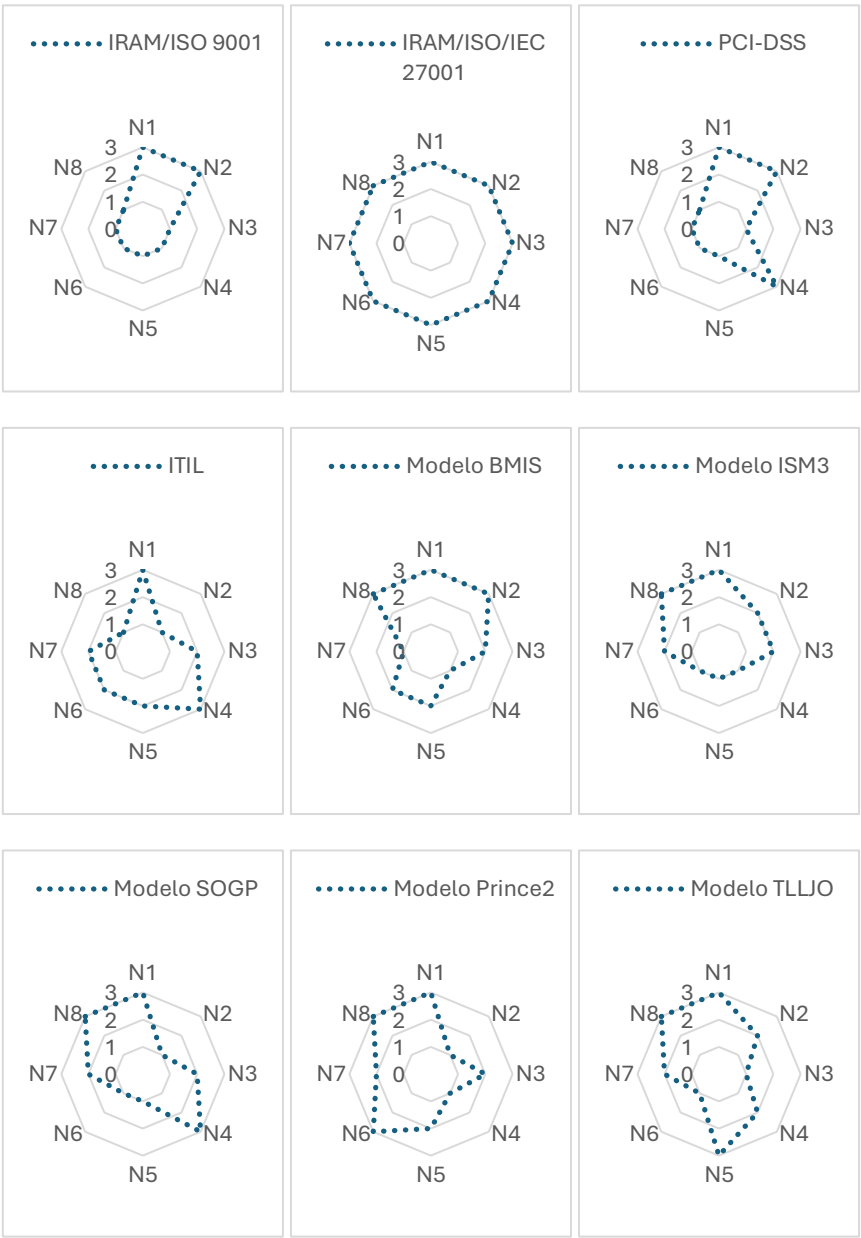 IRAM/ISO 9001
N1
N2
N3
N4
N5
N6
N7
N8
3
2
1
0
IRAM/ISO/IEC
27001
N1
N2
N3
N4
N5
N6
N7
N8
3
2
1
0
PCI-DSS
N1
N2
N3
N4
N5
N6
N7
N8
3
2
1
0
ITIL
N1
N2
N3
N4
N5
N6
N7
N8
3
2
1
0
Modelo BMIS
N1
N2
N3
N4
N5
N6
N7
N8
3
2
1
0
Modelo ISM3
N1
N2
N3
N4
N5
N6
N7
N8
3
2
1
0
Modelo SOGP
N1
N2
N3
N4
N5
N6
N7
N8
3
2
1
0
Modelo Prince2
N1
N2
N3
N4
N5
N6
N7
N8
3
2
1
0
Modelo TLLJO
N1
N2
N3
N4
N5
N6
N7
N8
3
2
1
0